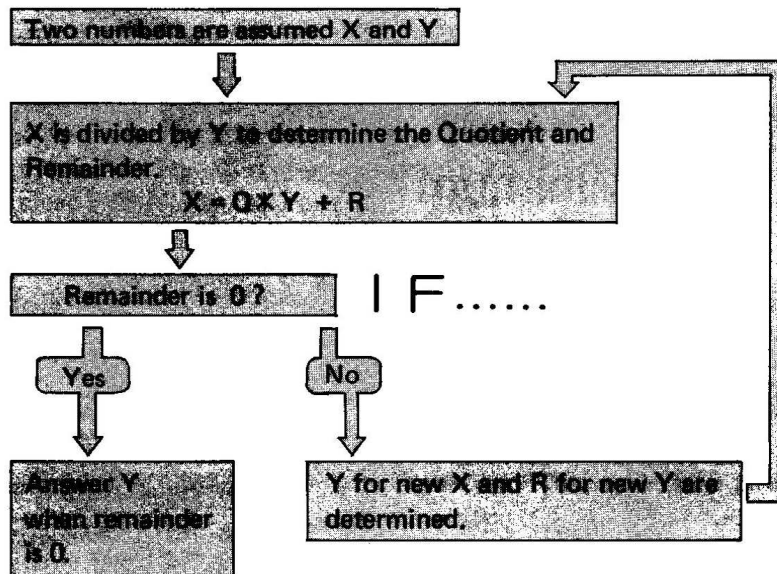 Two numbers are assumed X and Y
X is divided by Y to determine the Quotient and
Remainder.
X = Q * Y + R
Remainder is 0?
I F ......
Yes
No
Answer Y
when remainder
is 0.
Y for new X and R for new Y are
determined.